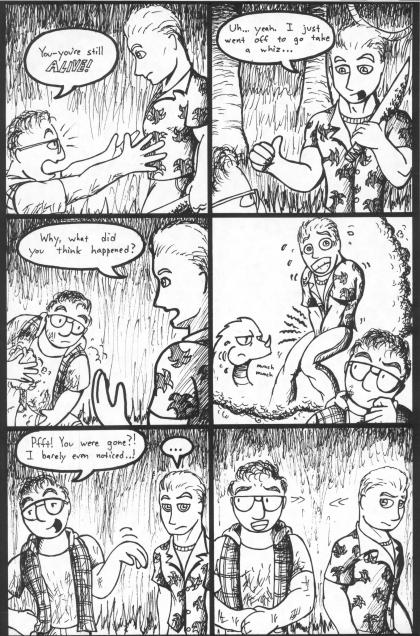 You-you're still
ALIVE!
Uh... yeah. I just
went off to go take
a whiz...
Why, what did
you think happened?
munch
munch
Pfft! You were gone?!
I barely even noticed..!
...